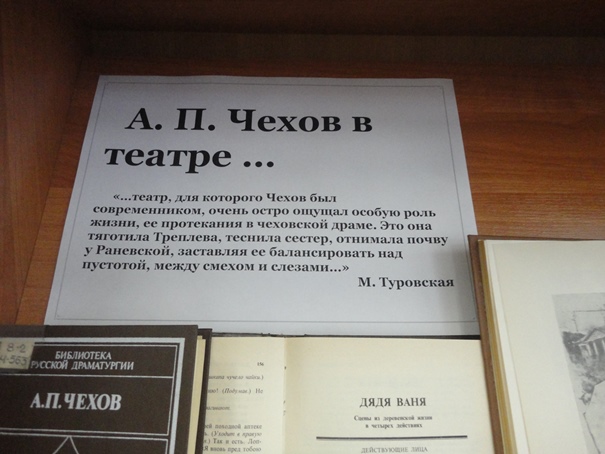 А. П. Чехов в
театре ...
«...театр, для которого Чехов был
современником, очень остро ощущал особую роль
жизни, ее протекания в чеховской драме. Это она
тяготила Треплева, теснила сестер, отнимала почву
у Раневской, заставляя ее балансировать над
пустотой, между смехом и слезами...»
М. Туровская
БИБЛИОТЕКА
РУССКОЙ ДРАМАТУРГИИ
А.П.ЧЕХОВ
ДЯДЯ ВАНЯ
Сцены из деревенской жизни
в четырех действиях
ДЕЙСТВУЮЩИЕ ЛИЦА